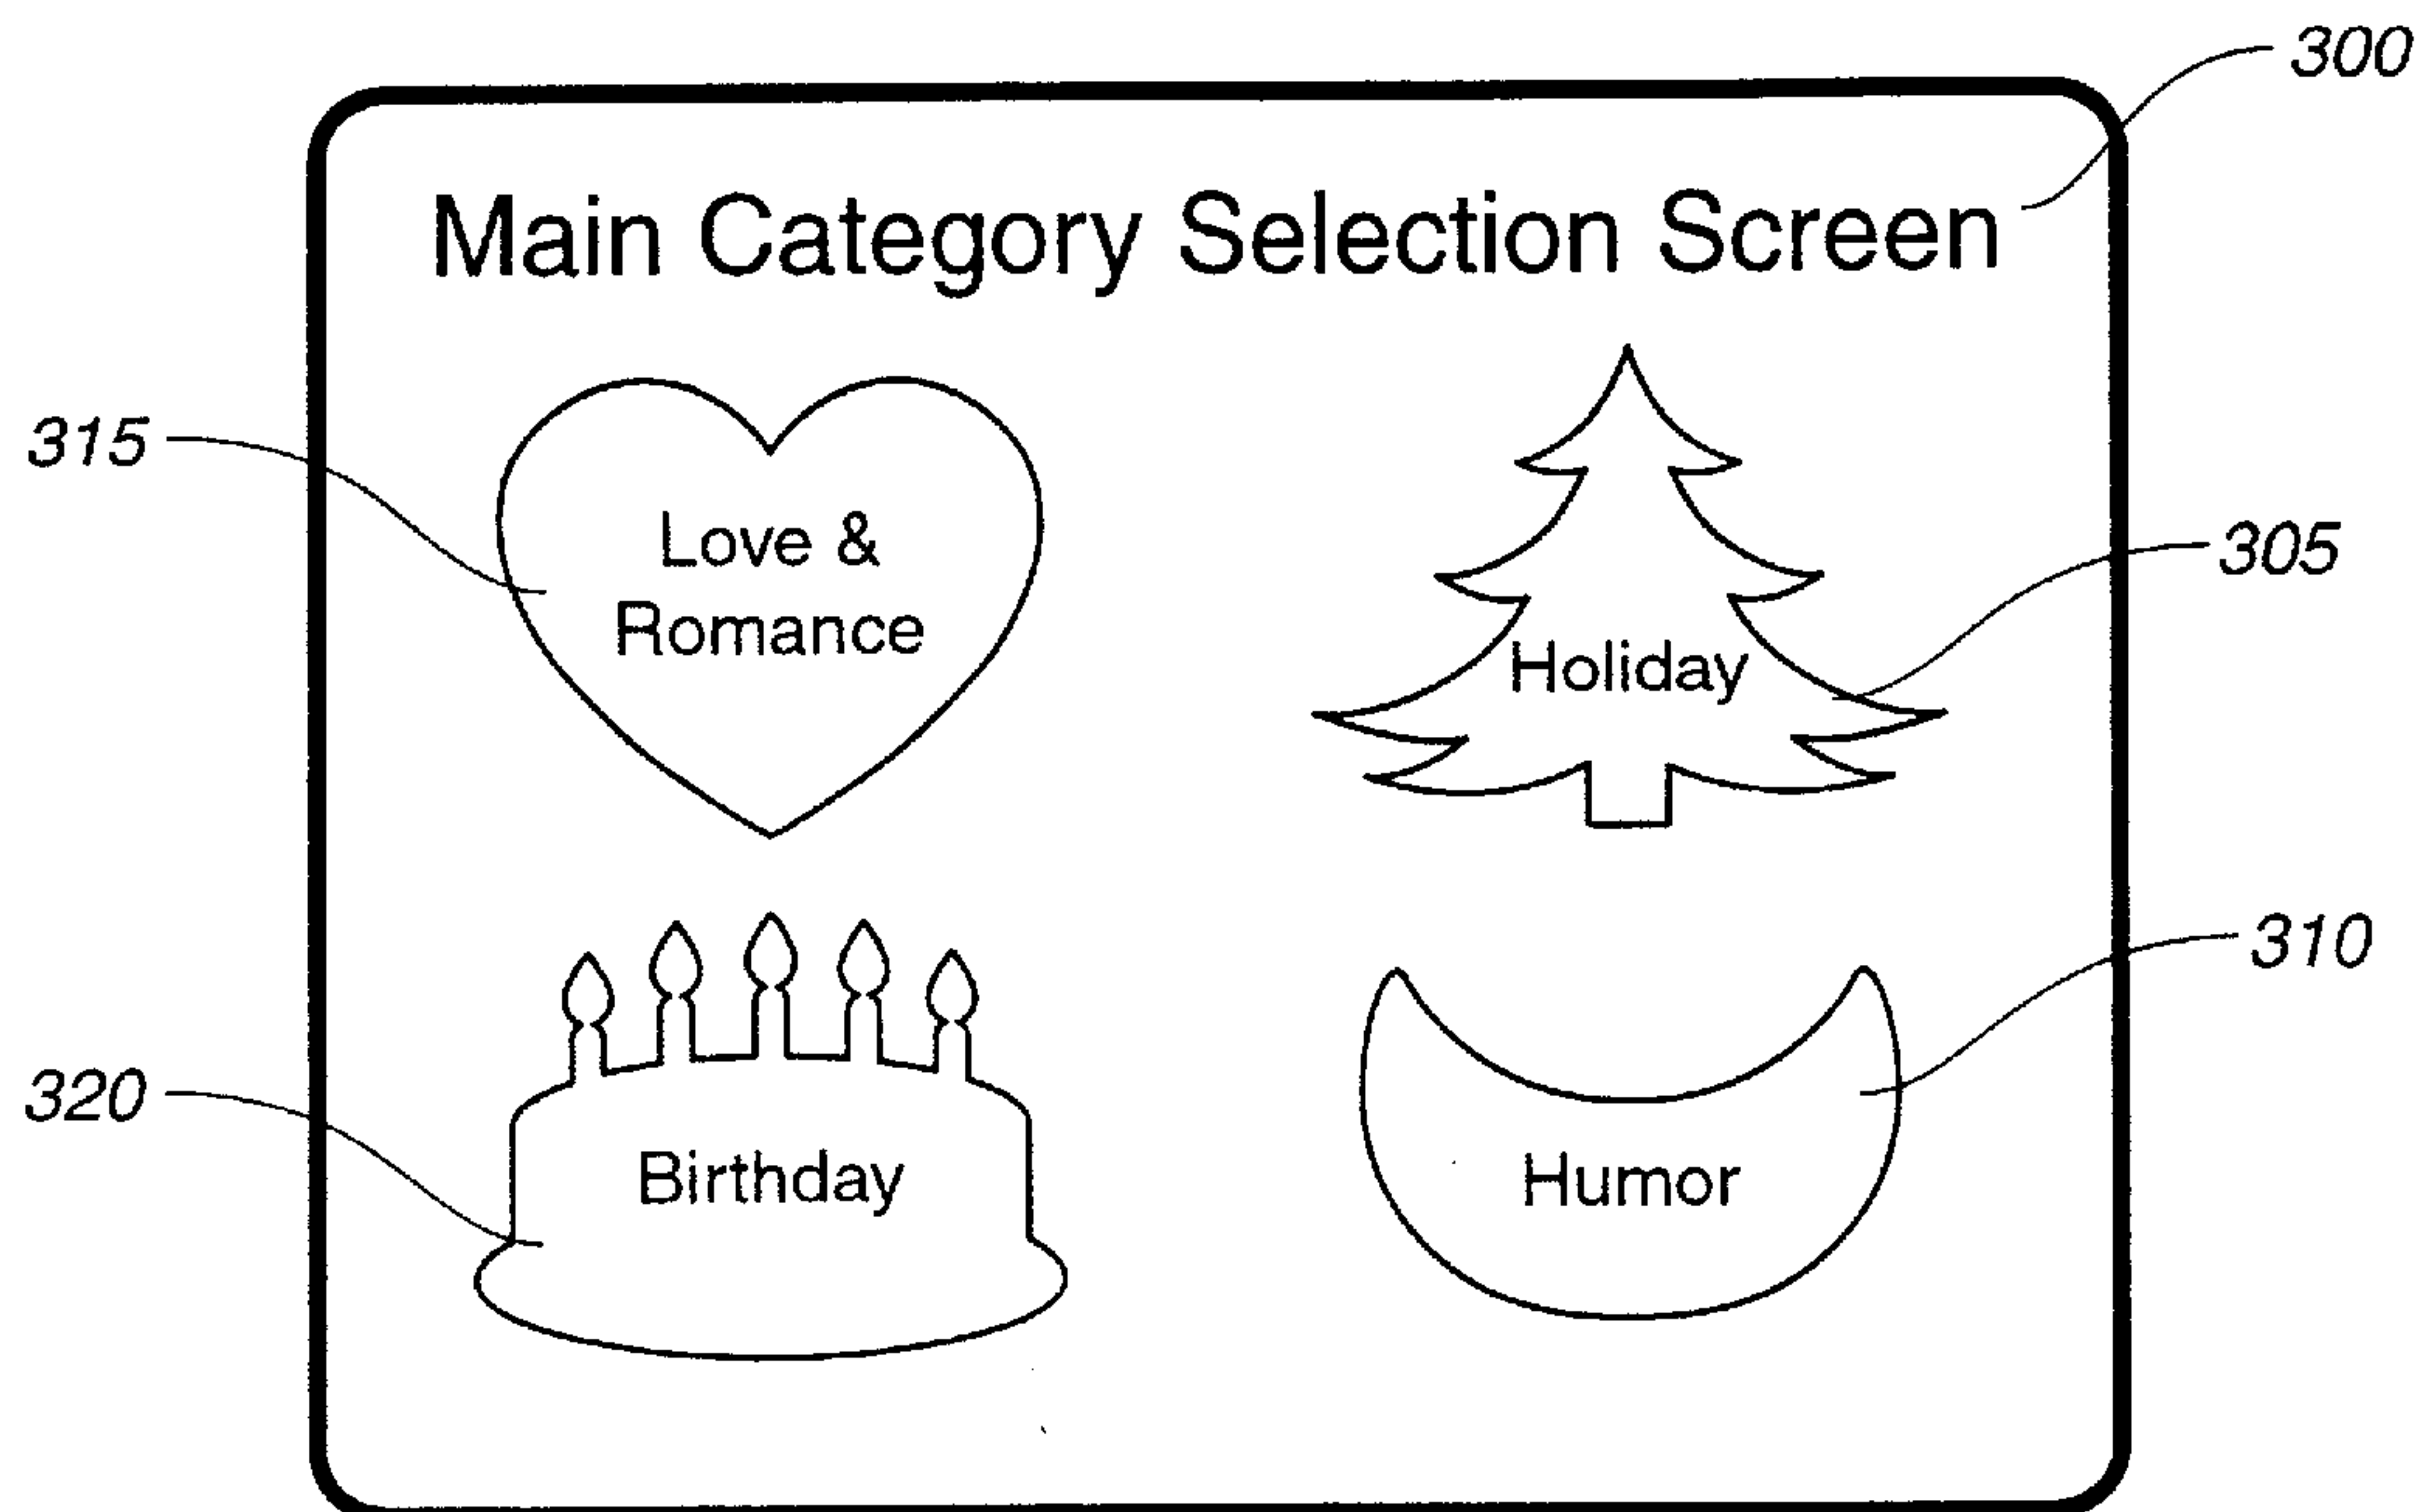 300
Main Category Selection Screen
315
Love &
Romance
305
Holiday
310
320
Birthday
Humor